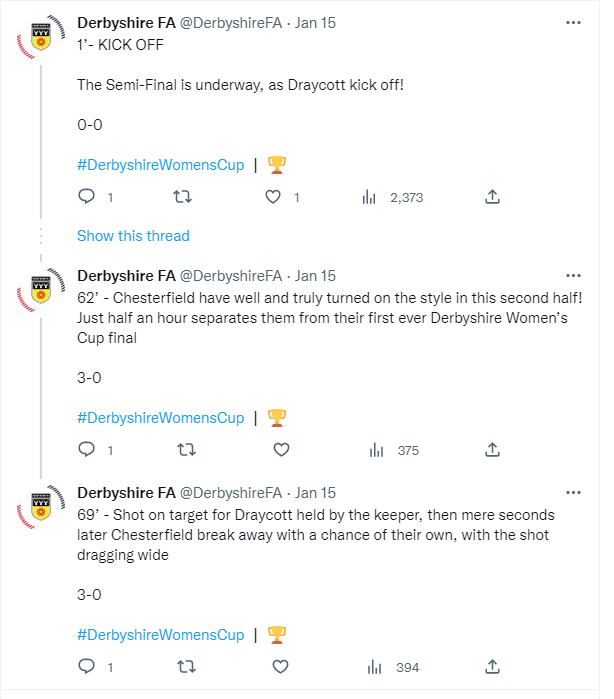 Derbyshire FA @DerbyshireFA · Jan 15
1’- KICK OFF
The Semi-Final is underway, as Draycott kick off!
0-0
#DerbyshireWomensCup | 🏆
1 1 2,373
Show this thread
Derbyshire FA @DerbyshireFA · Jan 15
62’ - Chesterfield have well and truly turned on the style in this second half!
Just half an hour separates them from their first ever Derbyshire Women’s
Cup final
3-0
#DerbyshireWomensCup | 🏆
1 375
Derbyshire FA @DerbyshireFA · Jan 15
69’ - Shot on target for Draycott held by the keeper, then mere seconds
later Chesterfield break away with a chance of their own, with the shot
dragging wide
3-0
#DerbyshireWomensCup | 🏆
1 394